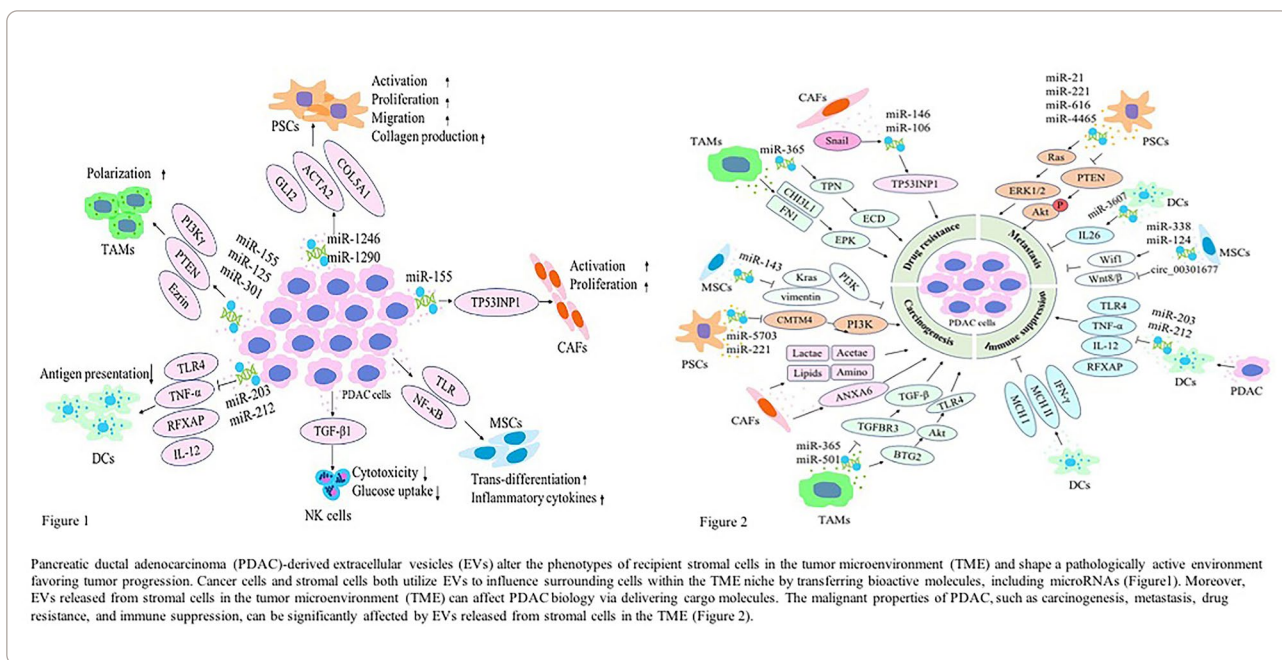 Activation ↑
Proliferation ↑
Migration ↑
Collagen production ↑
PSCs
GLI2
ACTA2
COL5A1
Polarization ↑
TAMs
PI3Kγ
PTEN
Ezrin
miR-155
miR-125
miR-301
miR-1246
miR-1290
miR-155
TP53INP1
Activation ↑
Proliferation ↑
CAFs
Antigen presentation↓
DCs
TLR4
TNF-α
RFXAP
IL-12
miR-203
miR-212
PDAC cells
TGF-β1
Cytotoxicity ↓
Glucose uptake↓
NK cells
TLR
NF-κB
MSCs
Trans-differentiation ↑
Inflammatory cytokines ↑
Figure 1
CAFs
Snail
miR-146
miR-106
TP53INP1
TAMs
miR-365
TPN
ECD
CHI3L1
FN1
EPK
miR-21
miR-221
miR-616
miR-4465
PSCs
Ras
ERK1/2
PTEN
Akt
P
DCs
miR-3607
IL26
miR-338
miR-124
MSCs
Wif1
Wnt8/β
circ_00301677
MSCs
miR-143
Kras
vimentin
PI3K
PSCs
miR-5703
miR-221
CMTM4
PI3K
Lactae
Acetae
Lipids
Amino
ANXA6
CAFs
TGF-β
TLR4
TGFBR3
Akt
BTG2
miR-365
miR-501
TAMs
Drug resistance
Metastasis
Carcinogenesis
Immune suppression
PDAC cells
TLR4
TNF-α
IL-12
RFXAP
miR-203
miR-212
DCs
PDAC
MCH I
MCH II
IFN-γ
DCs
Figure 2
Pancreatic ductal adenocarcinoma (PDAC)-derived extracellular vesicles (EVs) alter the phenotypes of recipient stromal cells in the tumor microenvironment (TME) and shape a pathologically active environment
favoring tumor progression. Cancer cells and stromal cells both utilize EVs to influence surrounding cells within the TME niche by transferring bioactive molecules, including microRNAs (Figure1). Moreover,
EVs released from stromal cells in the tumor microenvironment (TME) can affect PDAC biology via delivering cargo molecules. The malignant properties of PDAC, such as carcinogenesis, metastasis, drug
resistance, and immune suppression, can be significantly affected by EVs released from stromal cells in the TME (Figure 2).